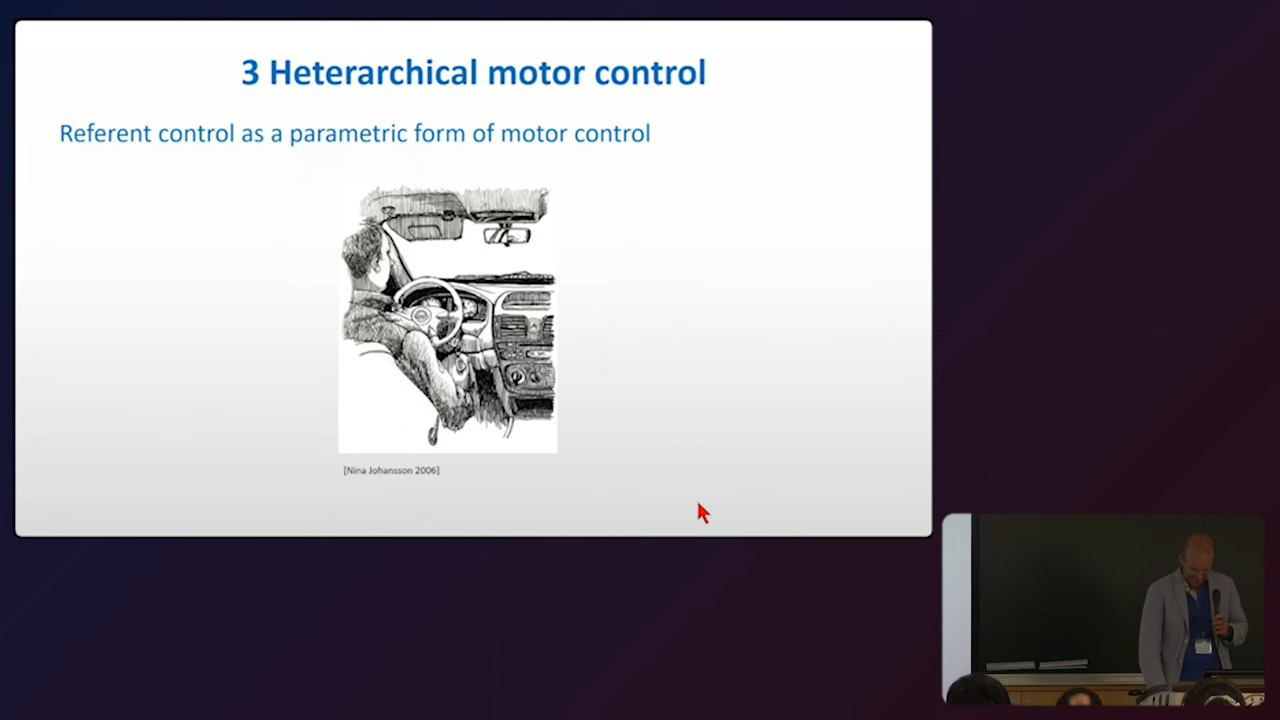 3 Heterarchical motor control
Referent control as a parametric form of motor control
[Nina Johansson 2006]